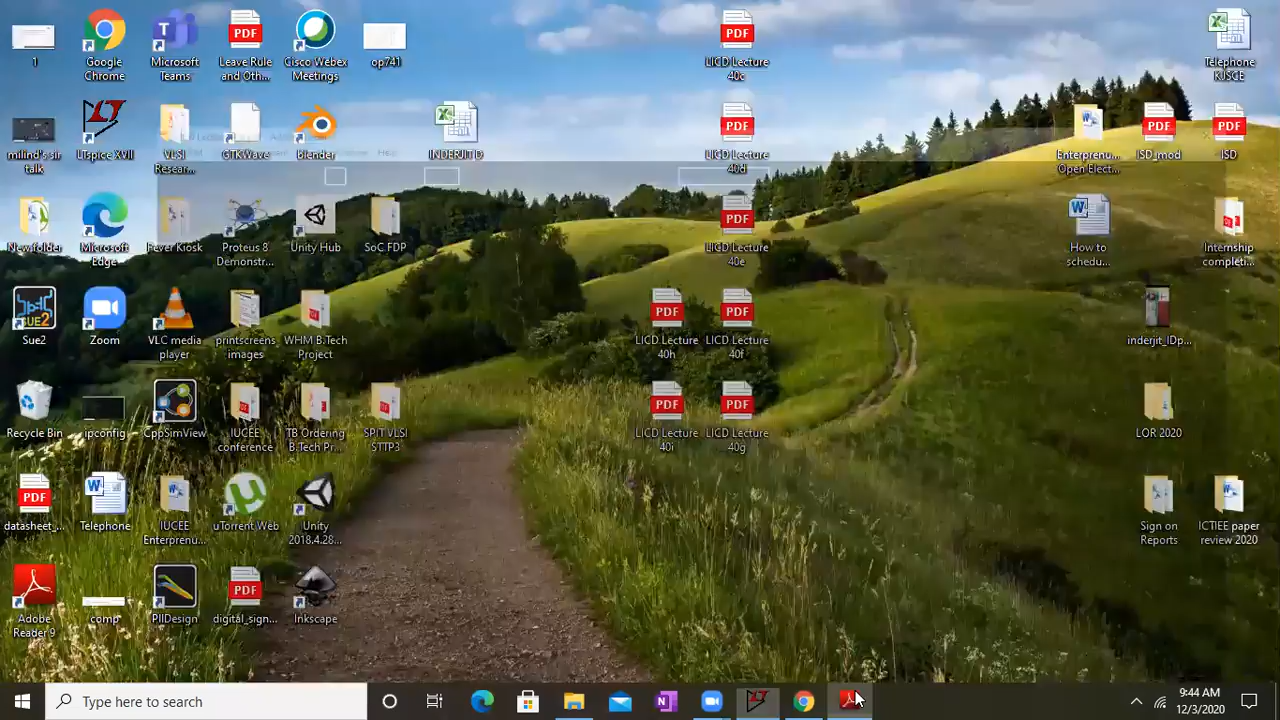 1
Google
Chrome
Microsoft
Teams
PDF
Leave Rule
and Oth...
Cisco Webex
Meetings
op741
PDF
LICD Lecture
40c
Telephone
KJSCE
milind's sir
talk
LTspice XVII
VLSI
Resear...
GTKWave
Blender
Help
INDERJIT D
PDF
LICD Lecture
40d
Enterprenu...
Open Elect...
PDF
ISD_mod
PDF
ISD
New folder
Microsoft
Edge
Fever Kiosk
Proteus 8
Demonstr...
Unity Hub
SoC FDP
PDF
LICD Lecture
40e
How to
schedu...
Internship
completi...
SUE2
Sue2
Zoom
VLC media
player
printscreens
images
WHM B.Tech
Project
PDF
LICD Lecture
40h
PDF
LICD Lecture
40f
inderjit_IDp...
Recycle Bin
ipconfig
CppSimView
IUCEE
conference
TB Ordering
B.Tech Pr...
SPIT VLSI
STTP3
PDF
LICD Lecture
40i
PDF
LICD Lecture
40g
LOR 2020
PDF
datasheet_...
Telephone
IUCEE
Enterprenu...
uTorrent Web
Unity
2018.4.28...
Sign on
Reports
ICTIEE paper
review 2020
Adobe
Reader 9
comp
PllDesign
PDF
digital_sign...
Inkscape
Type here to search
9:44 AM
12/3/2020